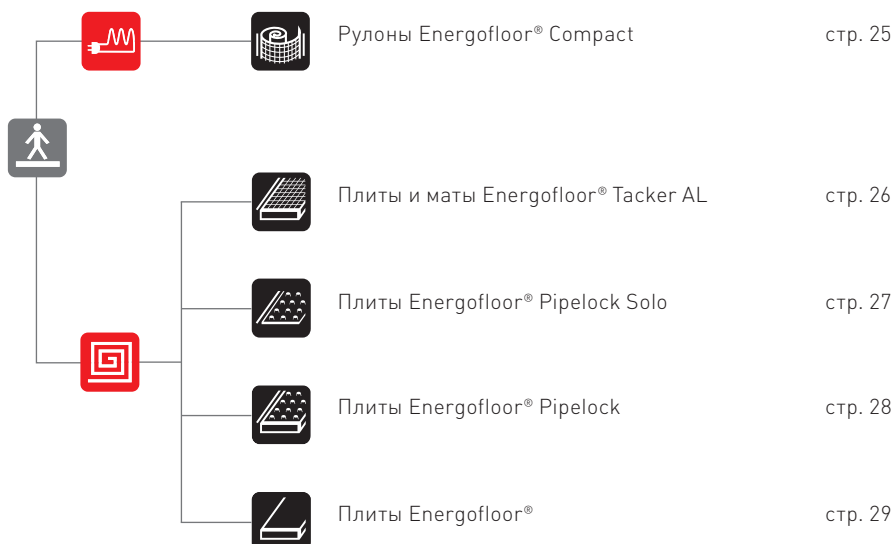 Рулоны Energofloor® Compact стр. 25
Плиты и маты Energofloor® Tacker AL стр. 26
Плиты Energofloor® Pipelock Solo стр. 27
Плиты Energofloor® Pipelock стр. 28
Плиты Energofloor® стр. 29